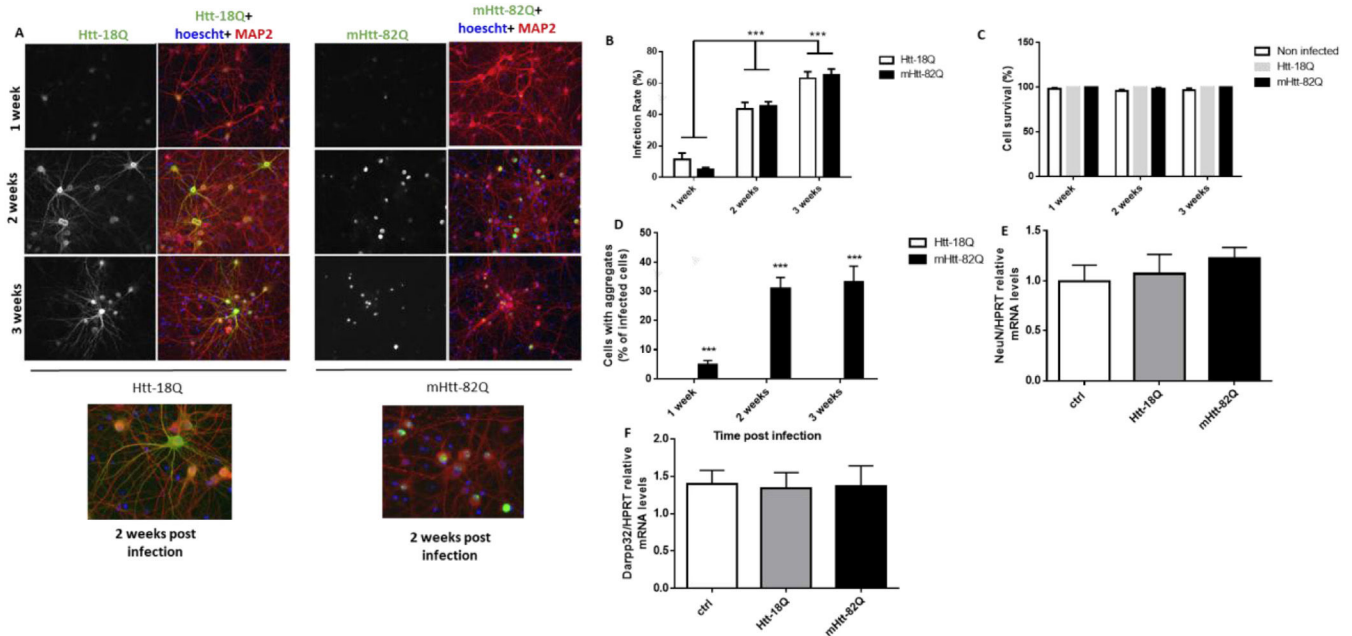 A
Htt-18Q
Htt-18Q+
hoescht+ MAP2
mHtt-82Q
mHtt-82Q+
hoescht+ MAP2
1 week
2 weeks
3 weeks
Htt-18Q
mHtt-82Q
2 weeks post
infection
2 weeks post
infection
B
***
***
Infection Rate (%)
80
60
40
20
0
1 week
2 weeks
3 weeks
Htt-18Q
mHtt-82Q
C
Cell survival (%)
150
100
50
0
1 week
2 weeks
3 weeks
Non infected
Htt-18Q
mHtt-82Q
D
Cells with aggregates
(% of infected cells)
50
40
30
20
10
0
***
***
***
1 week
2 weeks
3 weeks
Time post infection
Htt-18Q
mHtt-82Q
E
NeuN/HPRT relative
mRNA levels
1.5
1.0
0.5
0.0
ctrl
Htt-18Q
mHtt-82Q
F
Darpp32/HPRT relative
mRNA levels
2.0
1.5
1.0
0.5
0.0
ctrl
Htt-18Q
mHtt-82Q